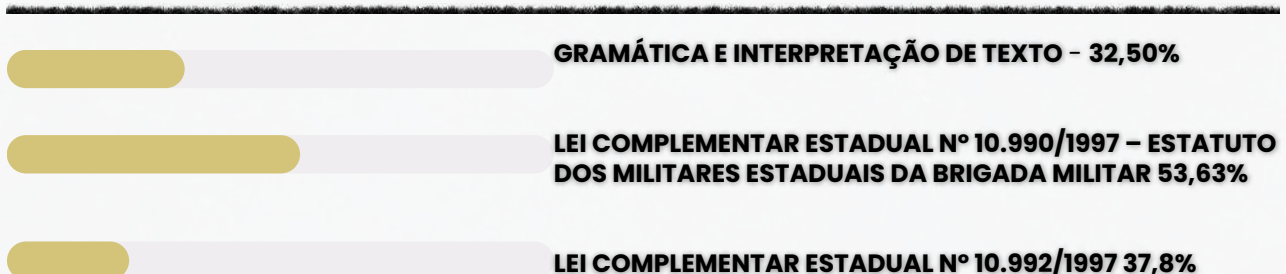 GRAMÁTICA E INTERPRETAÇÃO DE TEXTO - 32,50%
LEI COMPLEMENTAR ESTADUAL Nº 10.990/1997 – ESTATUTO
DOS MILITARES ESTADUAIS DA BRIGADA MILITAR 53,63%
LEI COMPLEMENTAR ESTADUAL Nº 10.992/1997 37,8%